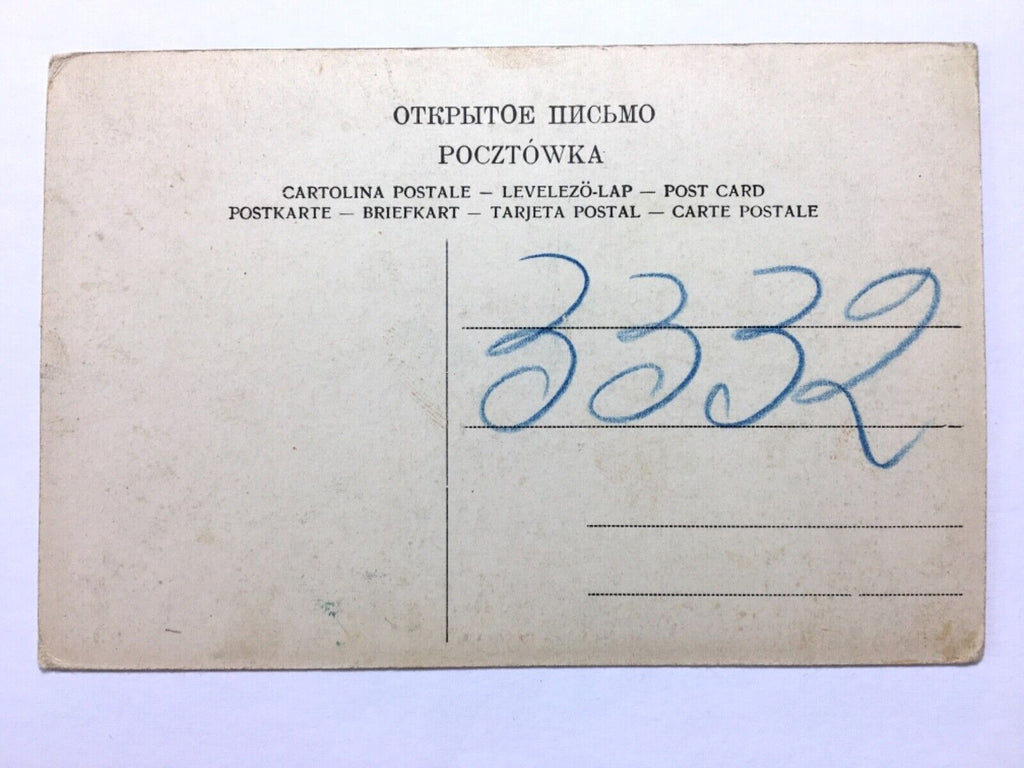 ОТКРЫТОЕ ПИСЬМО
POCZTÓWKA
CARTOLINA POSTALE — LEVELEZÖ-LAP — POST CARD
POSTKARTE — BRIEFKART — TARJETA POSTAL — CARTE POSTALE
3332